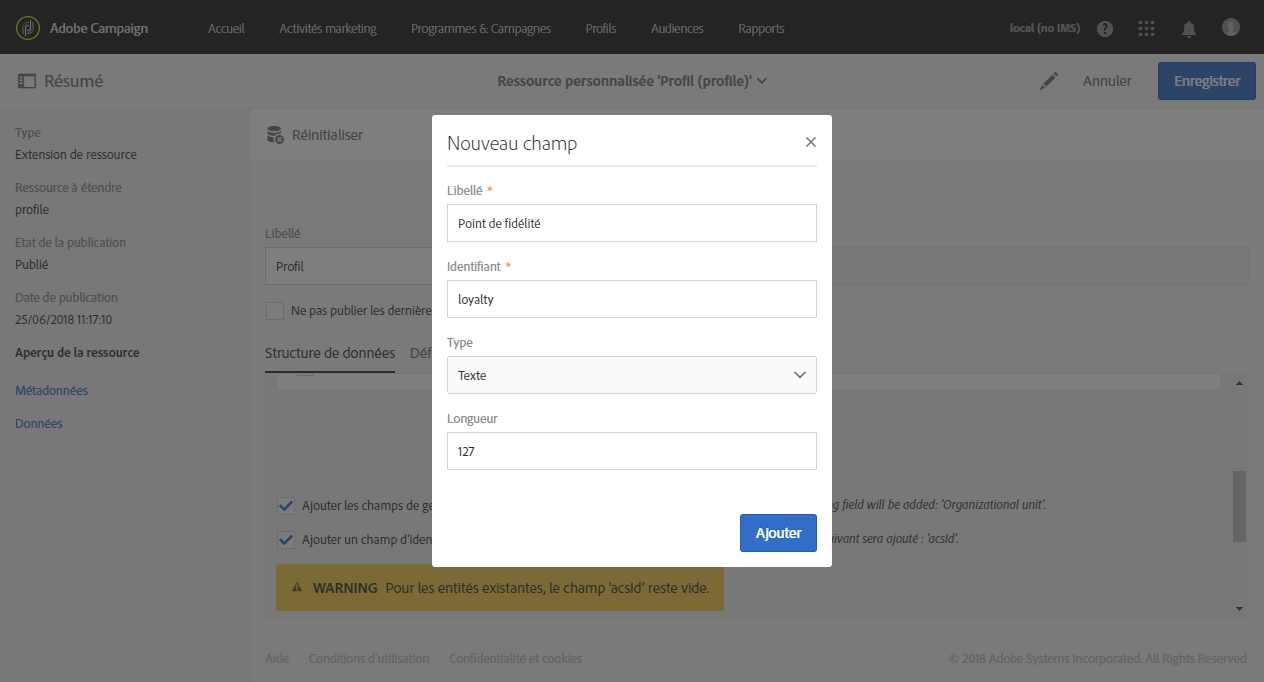 Adobe Campaign Accueil Activités marketing Programmes & Campagnes Profils Audiences Rapports local (no IMS)
Résumé Ressource personnalisée 'Profil (profile)' Annuler Enregistrer
Type
Extension de ressource
Ressource à étendre
profile
Etat de la publication
Publié
Date de publication
25/06/2018 11:17:10
Aperçu de la ressource
Métadonnées
Données
Réinitialiser
Libellé
Profil
Ne pas publier les dernière
Structure de données Déf
Ajouter les champs de ge
g field will be added: 'Organizational unit'.
Ajouter un champ d'iden
ivant sera ajouté : 'acsId'.
WARNING Pour les entités existantes, le champ 'acsId' reste vide.
Nouveau champ
Libellé *
Point de fidélité
Identifiant *
loyalty
Type
Texte
Longueur
127
Ajouter
Aide Conditions d'utilisation Confidentialité et cookies © 2018 Adobe Systems Incorporated. All Rights Reserved.